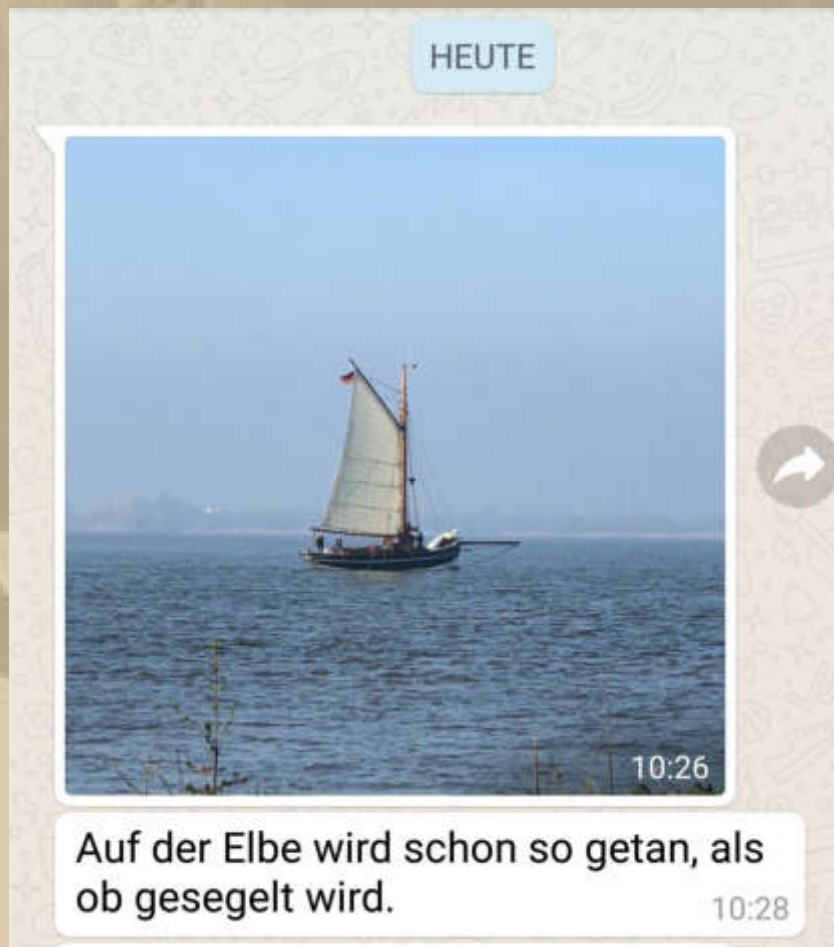 HEUTE
10:26
Auf der Elbe wird schon so getan, als
ob gesegelt wird.
10:28